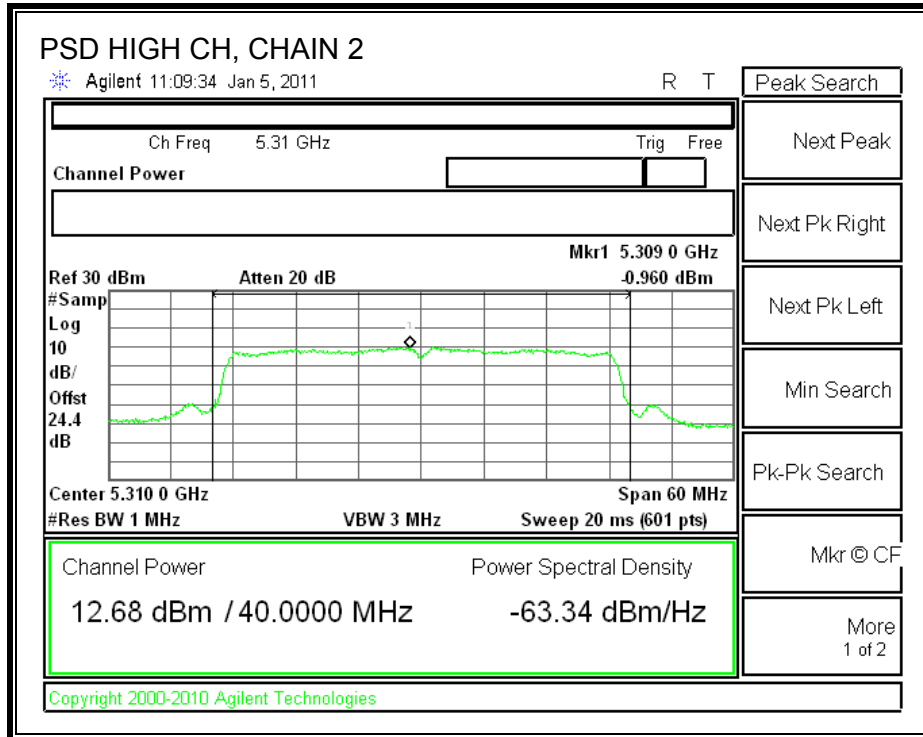 PSD HIGH CH, CHAIN 2
Agilent 11:09:34 Jan 5, 2011 R T
Peak Search
Ch Freq 5.31 GHz Trig Free
Next Peak
Channel Power
Next Pk Right
Mkr1 5.309 0 GHz
Ref 30 dBm Atten 20 dB -0.960 dBm
#Samp
Log
10
dB/
Offst
24.4
dB
1
Next Pk Left
Min Search
Pk-Pk Search
Center 5.310 0 GHz Span 60 MHz
#Res BW 1 MHz VBW 3 MHz Sweep 20 ms (601 pts)
Mkr © CF
Channel Power Power Spectral Density
12.68 dBm / 40.0000 MHz -63.34 dBm/Hz
More
1 of 2
Copyright 2000-2010 Agilent Technologies